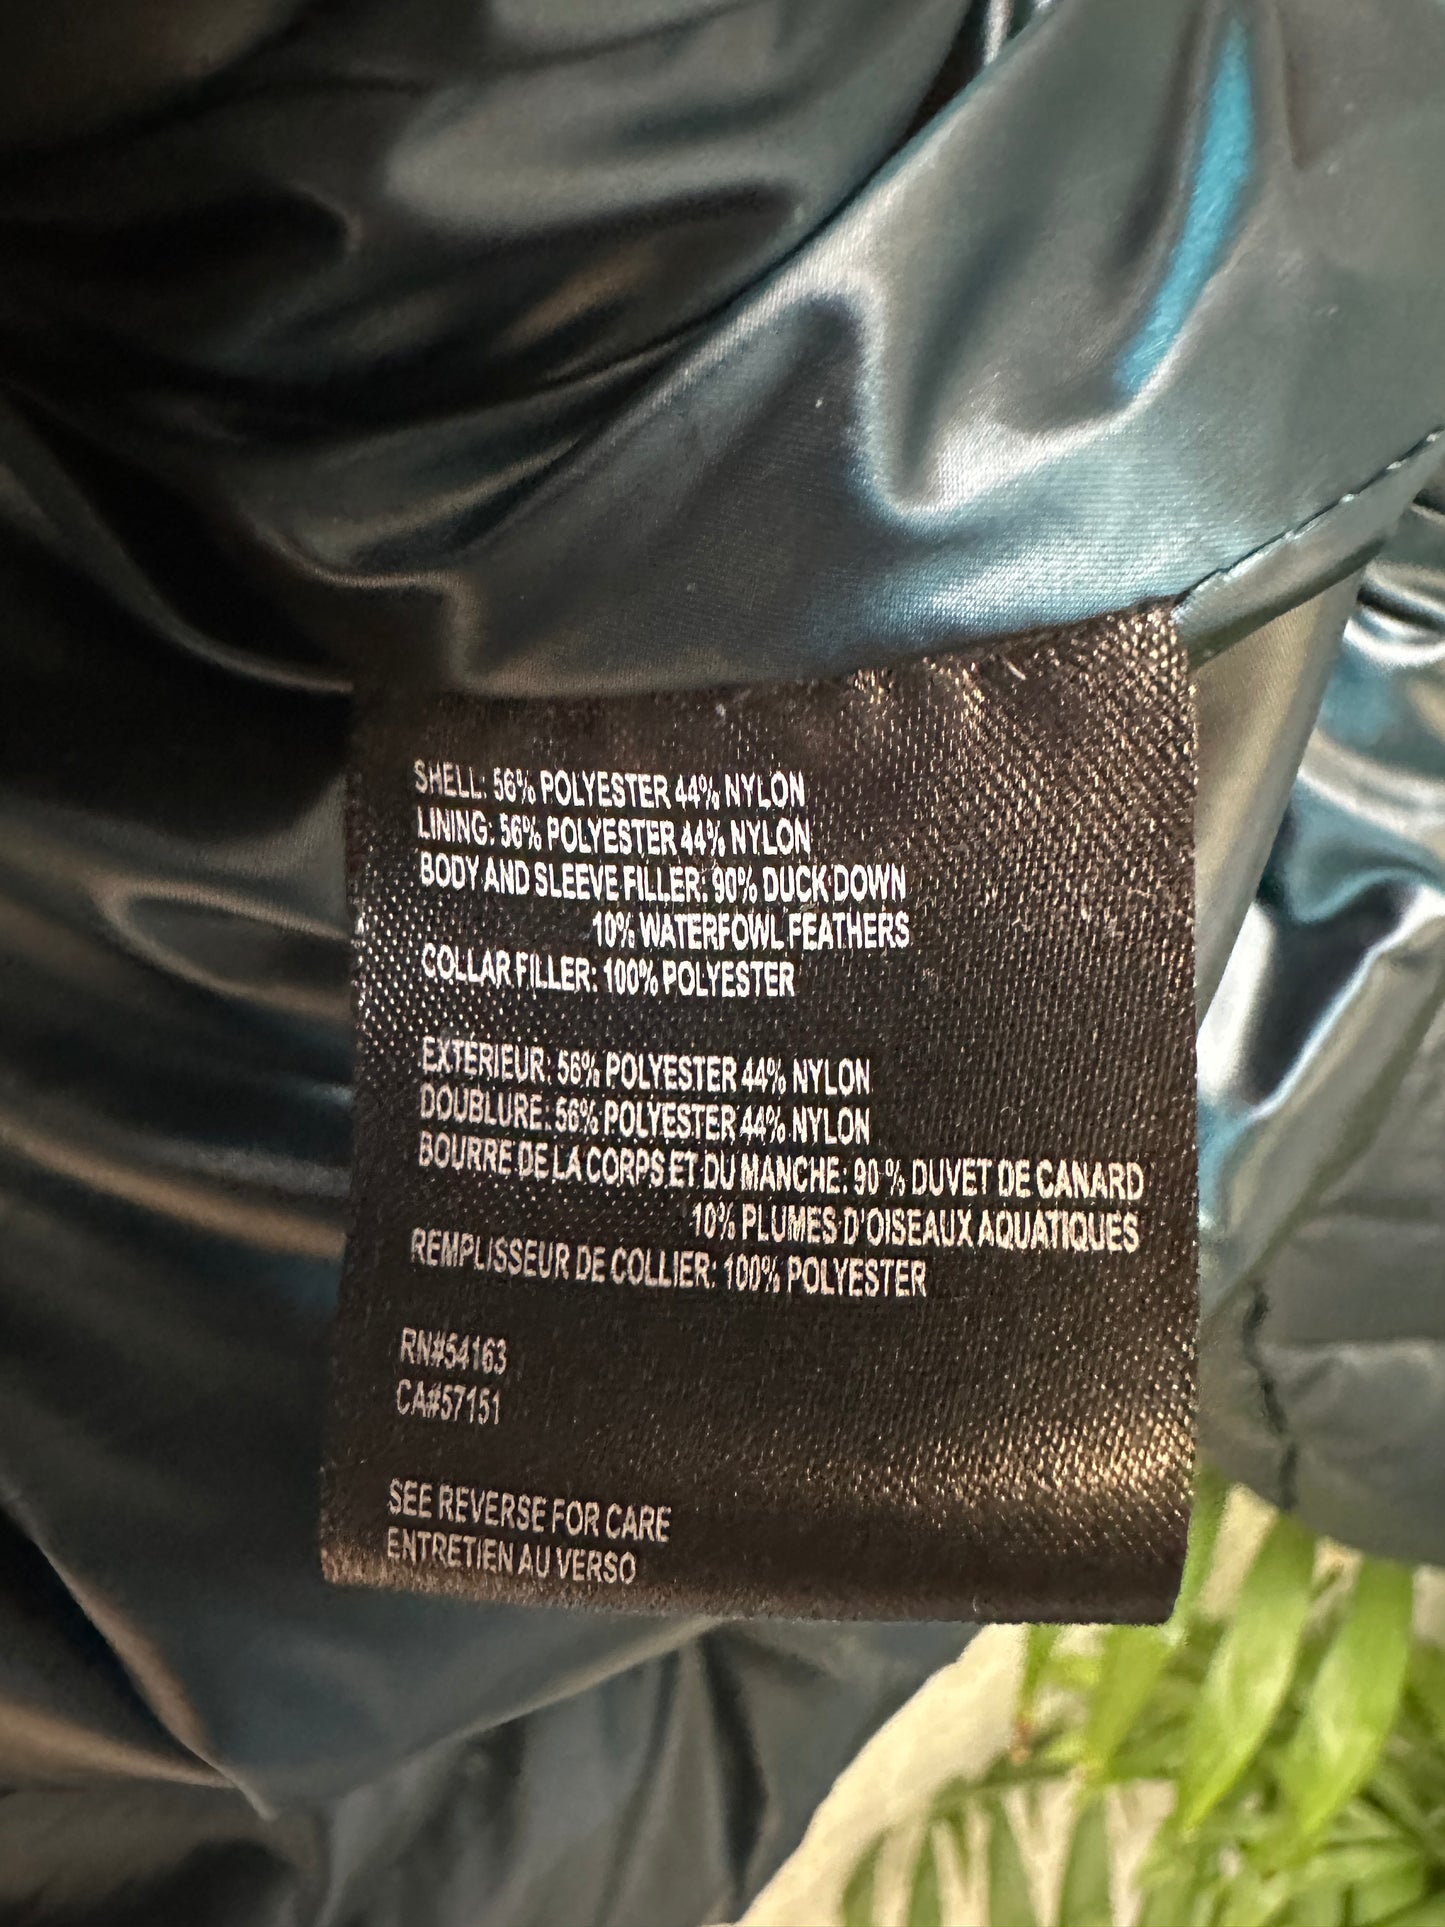 SHELL: 56% POLYESTER 44% NYLON
LINING: 56% POLYESTER 44% NYLON
BODY AND SLEEVE FILLER: 90% DUCK DOWN
10% WATERFOWL FEATHERS
COLLAR FILLER: 100% POLYESTER
EXTERIEUR: 56% POLYESTER 44% NYLON
DOUBLURE: 56% POLYESTER 44% NYLON
BOURRE DE LA CORPS ET DU MANCHE: 90 % DUVET DE CANARD
10% PLUMES D'OISEAUX AQUATIQUES
REMPLISSEUR DE COLLIER: 100% POLYESTER
RN#54163
CA#57151
SEE REVERSE FOR CARE
ENTRETIEN AU VERSO